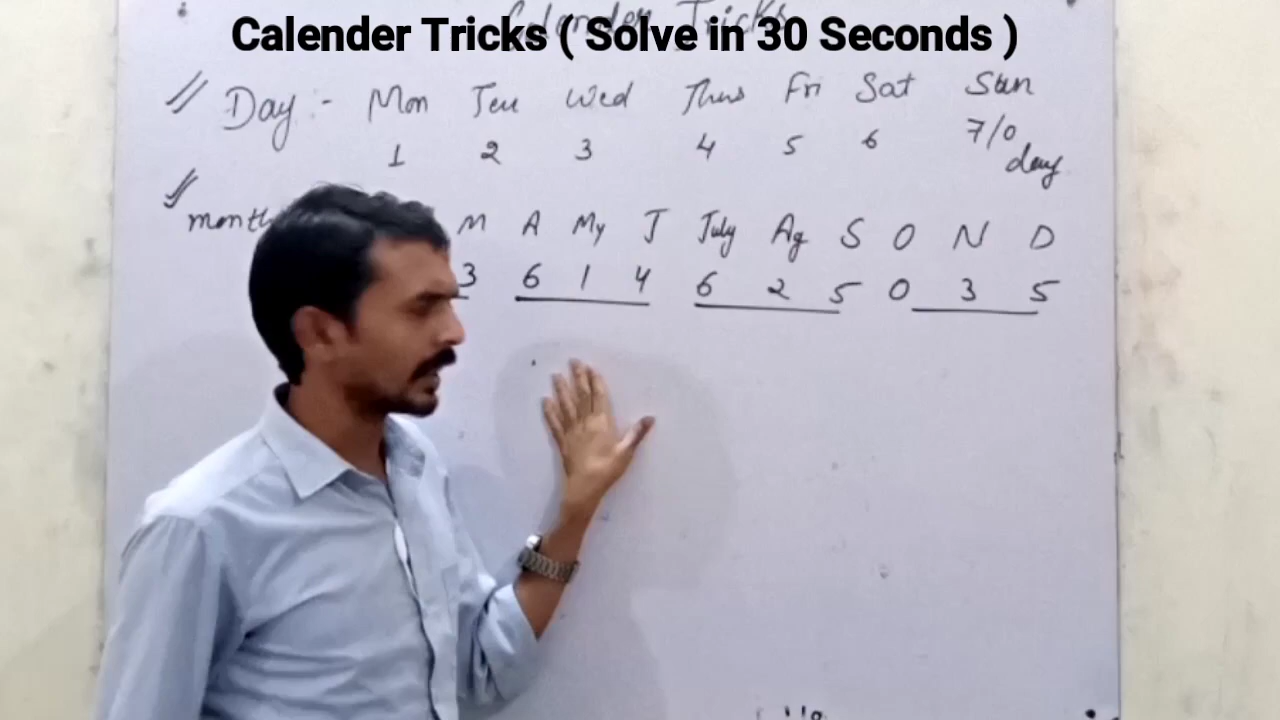 Calender Tricks
Calender Tricks ( Solve in 30 Seconds )
Day :- Mon Teu Wed Thus Fri Sat Sun
1 2 3 4 5 6 7/0 day
month M A My J July Ag S O N D
3 6 1 4 6 2 5 0 3 5